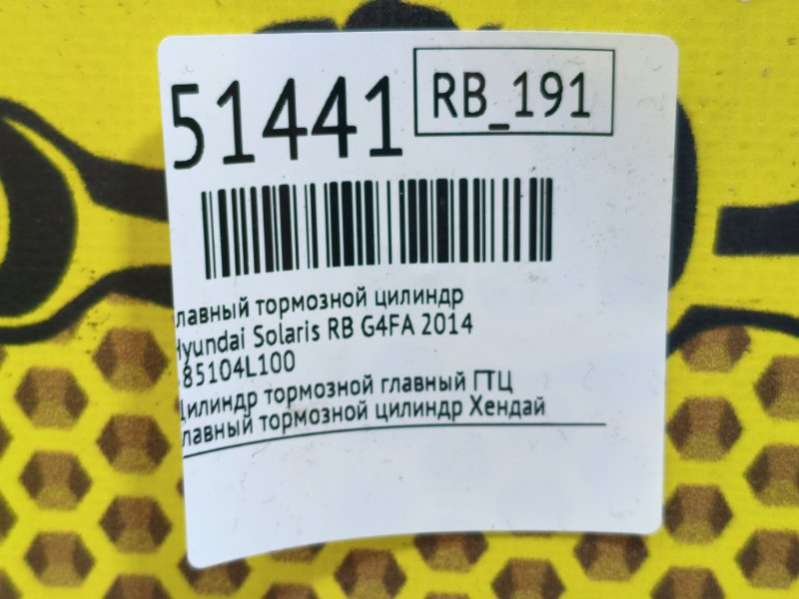 51441
RB_191
лавный тормозной цилиндр
Hyundai Solaris RB G4FA 2014
85104L100
Цилиндр тормозной главный ГТЦ
лавный тормозной цилиндр Хендай